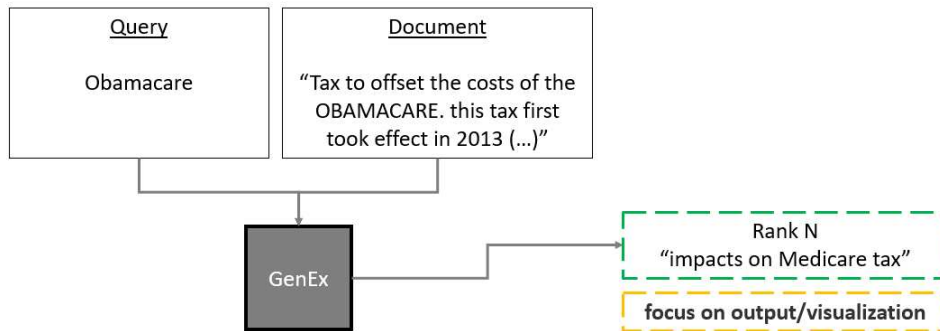 Query
Obamacare
Document
“Tax to offset the costs of the
OBAMACARE. this tax first
took effect in 2013 (...)”
GenEx
Rank N
“impacts on Medicare tax”
focus on output/visualization